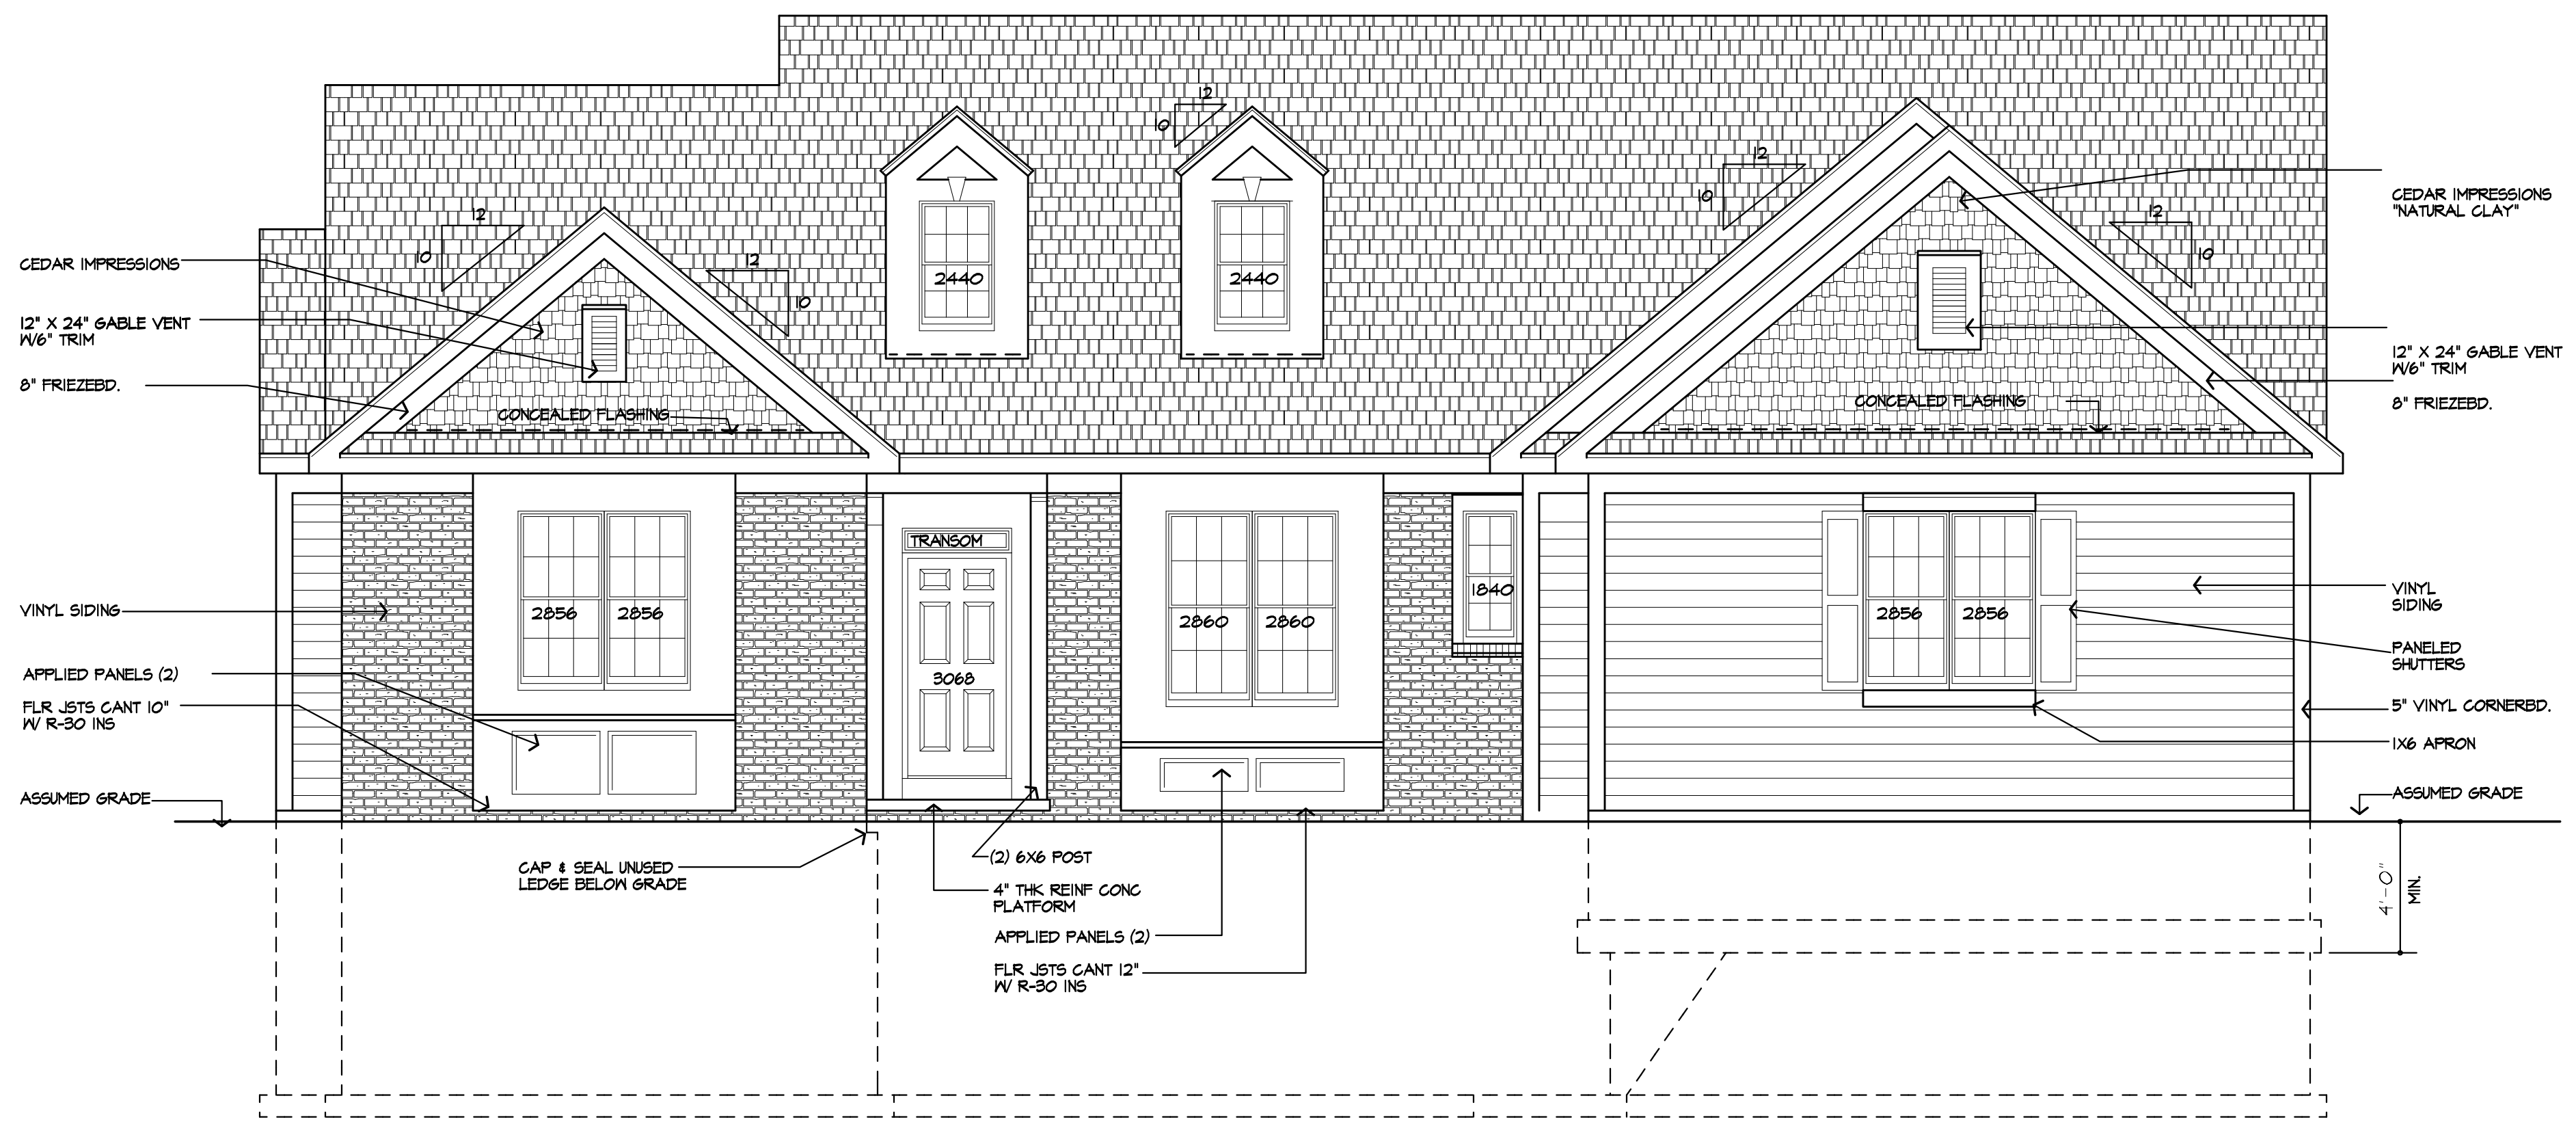 12
10
12
10
12
10
12
10
12
10
CEDAR IMPRESSIONS
12" X 24" GABLE VENT
W/6" TRIM
8" FRIEZEBD.
CONCEALED FLASHING
2440
2440
CONCEALED FLASHING
CEDAR IMPRESSIONS
"NATURAL CLAY"
12" X 24" GABLE VENT
W/6" TRIM
8" FRIEZEBD.
VINYL SIDING
APPLIED PANELS (2)
FLR JSTS CANT 10"
W/ R-30 INS
ASSUMED GRADE
2856 2856
TRANSOM
3068
2860 2860
1840
2856 2856
VINYL
SIDING
PANELED
SHUTTERS
5" VINYL CORNERBD.
1X6 APRON
ASSUMED GRADE
CAP & SEAL UNUSED
LEDGE BELOW GRADE
(2) 6X6 POST
4" THK REINF CONC
PLATFORM
APPLIED PANELS (2)
FLR JSTS CANT 12"
W/ R-30 INS
4'-0"
MIN.